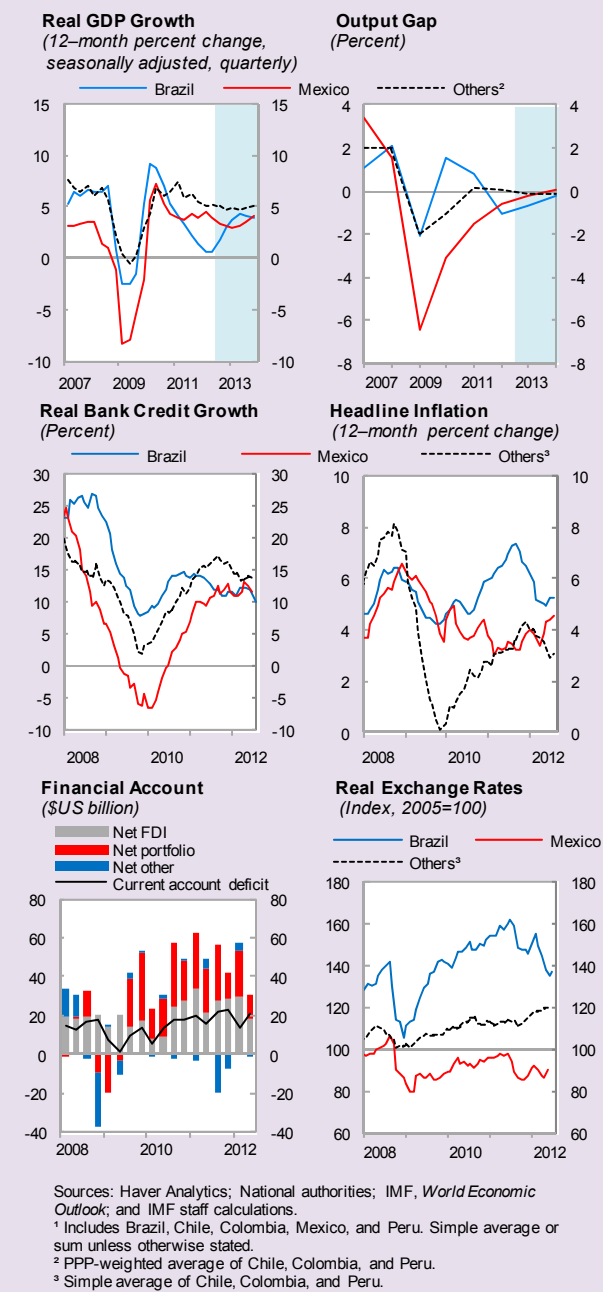 Real GDP Growth
(12–month percent change,
seasonally adjusted, quarterly)
Output Gap
(Percent)
Brazil Mexico Others²
15 15
10 10
5 5
0 0
-5 -5
-10 -10
2007 2009 2011 2013
4 4
2 2
0 0
-2 -2
-4 -4
-6 -6
-8 -8
2007 2009 2011 2013
Real Bank Credit Growth
(Percent)
Headline Inflation
(12–month percent change)
Brazil Mexico Others³
30 30
25 25
20 20
15 15
10 10
5 5
0 0
-5 -5
-10 -10
2008 2010 2012
10 10
8 8
6 6
4 4
2 2
0 0
2008 2010 2012
Financial Account
($US billion)
Net FDI
Net portfolio
Net other
Current account deficit
80 80
60 60
40 40
20 20
0 0
-20 -20
-40 -40
2008 2010 2012
Real Exchange Rates
(Index, 2005=100)
Brazil Mexico
Others³
180 180
160 160
140 140
120 120
100 100
80 80
60 60
2008 2010 2012
Sources: Haver Analytics; National authorities; IMF, World Economic
Outlook; and IMF staff calculations.
¹ Includes Brazil, Chile, Colombia, Mexico, and Peru. Simple average or
sum unless otherwise stated.
² PPP-weighted average of Chile, Colombia, and Peru.
³ Simple average of Chile, Colombia, and Peru.